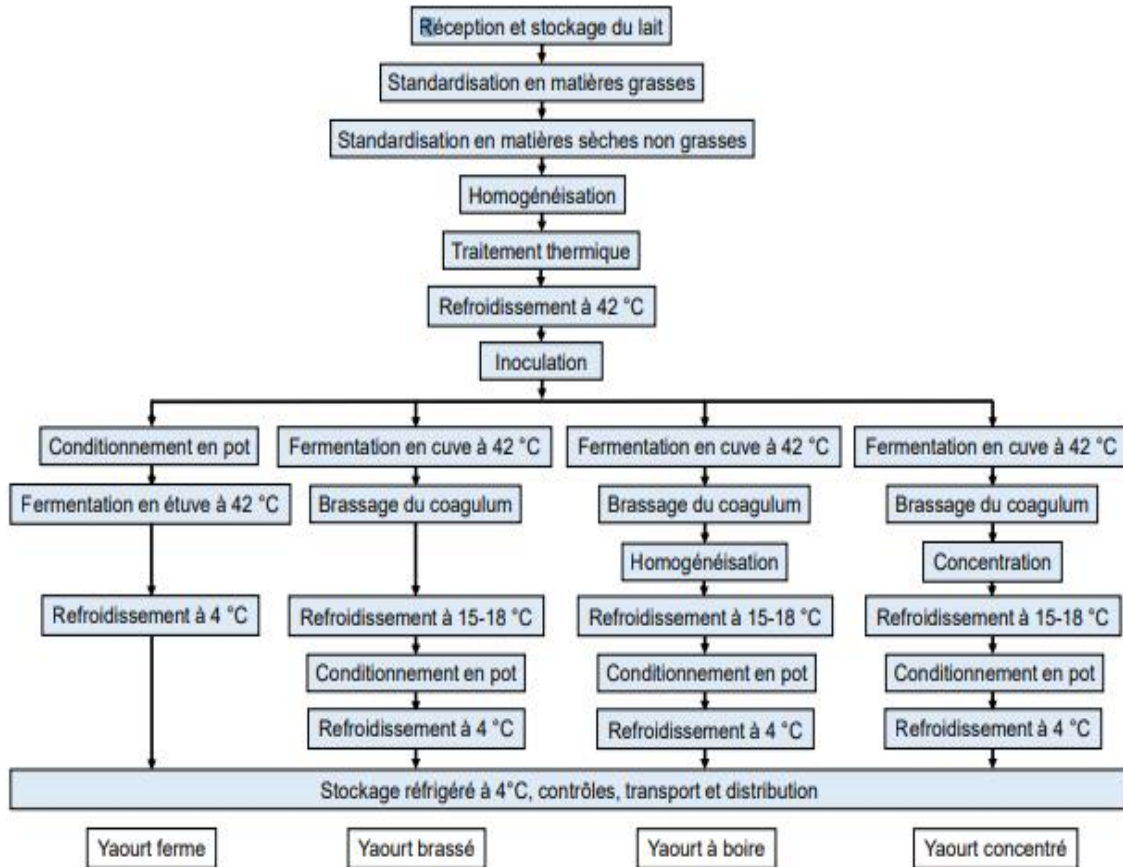 Réception et stockage du lait
Standardisation en matières grasses
Standardisation en matières sèches non grasses
Homogénéisation
Traitement thermique
Refroidissement à 42 °C
Inoculation
Conditionnement en pot
Fermentation en cuve à 42 °C
Fermentation en cuve à 42 °C
Fermentation en cuve à 42 °C
Fermentation en étuve à 42 °C
Brassage du coagulum
Brassage du coagulum
Brassage du coagulum
Homogénéisation
Concentration
Refroidissement à 4 °C
Refroidissement à 15-18 °C
Refroidissement à 15-18 °C
Refroidissement à 15-18 °C
Conditionnement en pot
Conditionnement en pot
Conditionnement en pot
Refroidissement à 4 °C
Refroidissement à 4 °C
Refroidissement à 4 °C
Stockage réfrigéré à 4°C, contrôles, transport et distribution
Yaourt ferme
Yaourt brassé
Yaourt à boire
Yaourt concentré